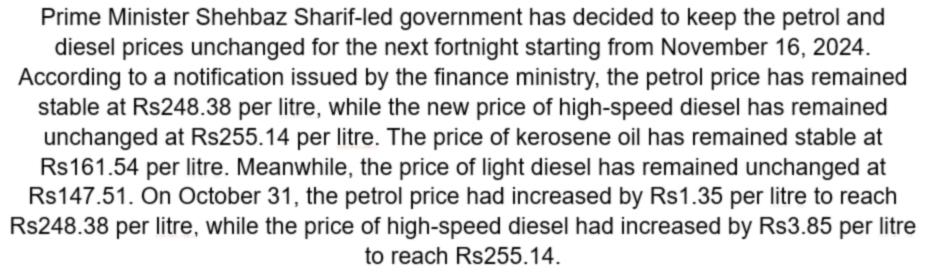 Prime Minister Shehbaz Sharif-led government has decided to keep the petrol and
diesel prices unchanged for the next fortnight starting from November 16, 2024.
According to a notification issued by the finance ministry, the petrol price has remained
stable at Rs248.38 per litre, while the new price of high-speed diesel has remained
unchanged at Rs255.14 per litre. The price of kerosene oil has remained stable at
Rs161.54 per litre. Meanwhile, the price of light diesel has remained unchanged at
Rs147.51. On October 31, the petrol price had increased by Rs1.35 per litre to reach
Rs248.38 per litre, while the price of high-speed diesel had increased by Rs3.85 per litre
to reach Rs255.14.